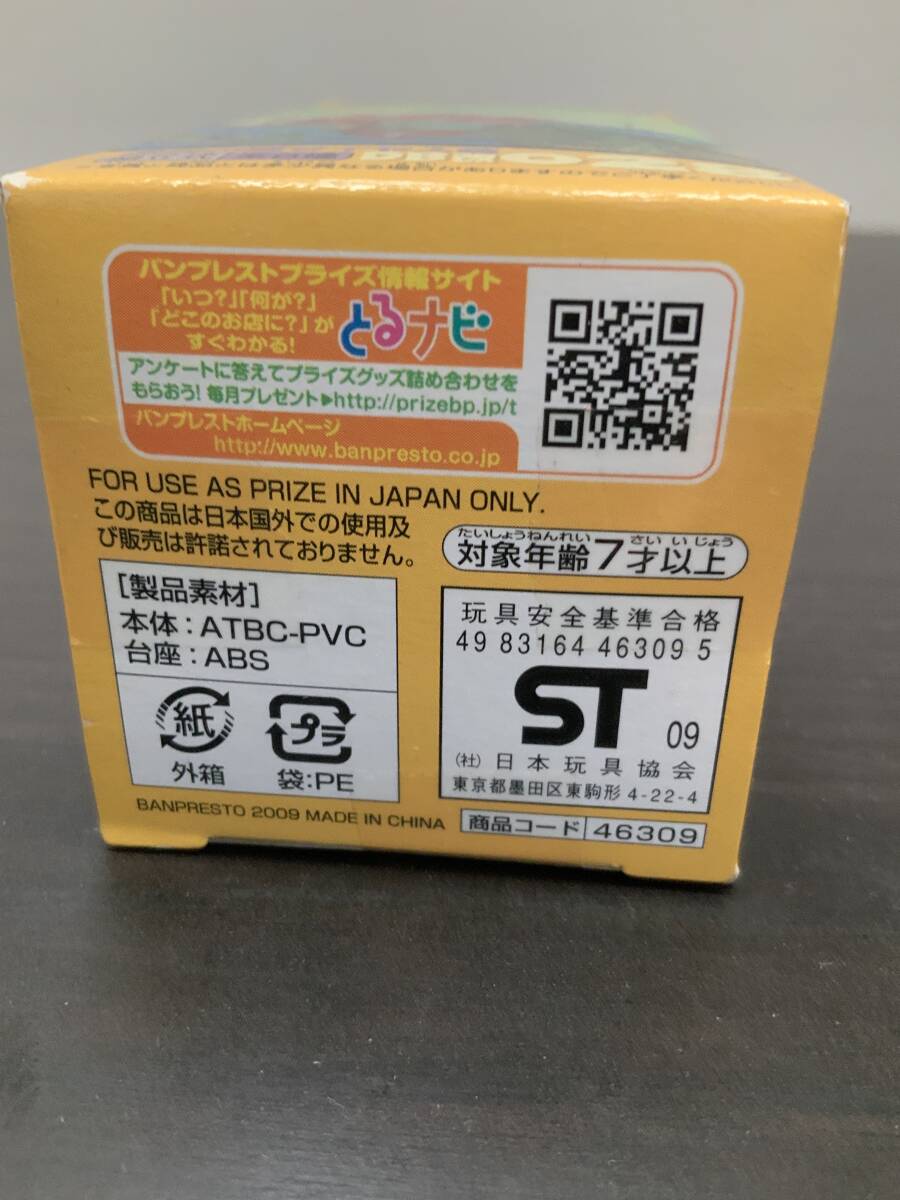 バンプレストプライズ情報サイト
「いつ?」「何が?」
「どこのお店に?」が
すぐわかる!
とるナビ
アンケートに答えてプライズグッズ詰め合わせを
もらおう! 毎月プレゼント▶http://prizebp.jp/t
バンプレストホームページ
http://www.banpresto.co.jp
FOR USE AS PRIZE IN JAPAN ONLY.
この商品は日本国外での使用及
び販売は許諾されておりません。
たいしょうねんれい さい いじょう
対象年齢7才以上
[製品素材]
本体:ATBC-PVC
台座:ABS
紙
外箱
プラ
袋:PE
玩具安全基準合格
49 83164 46309 5
ST 09
(社)日本玩具協会
東京都墨田区東駒形4-22-4
BANPRESTO 2009 MADE IN CHINA
商品コード 46309